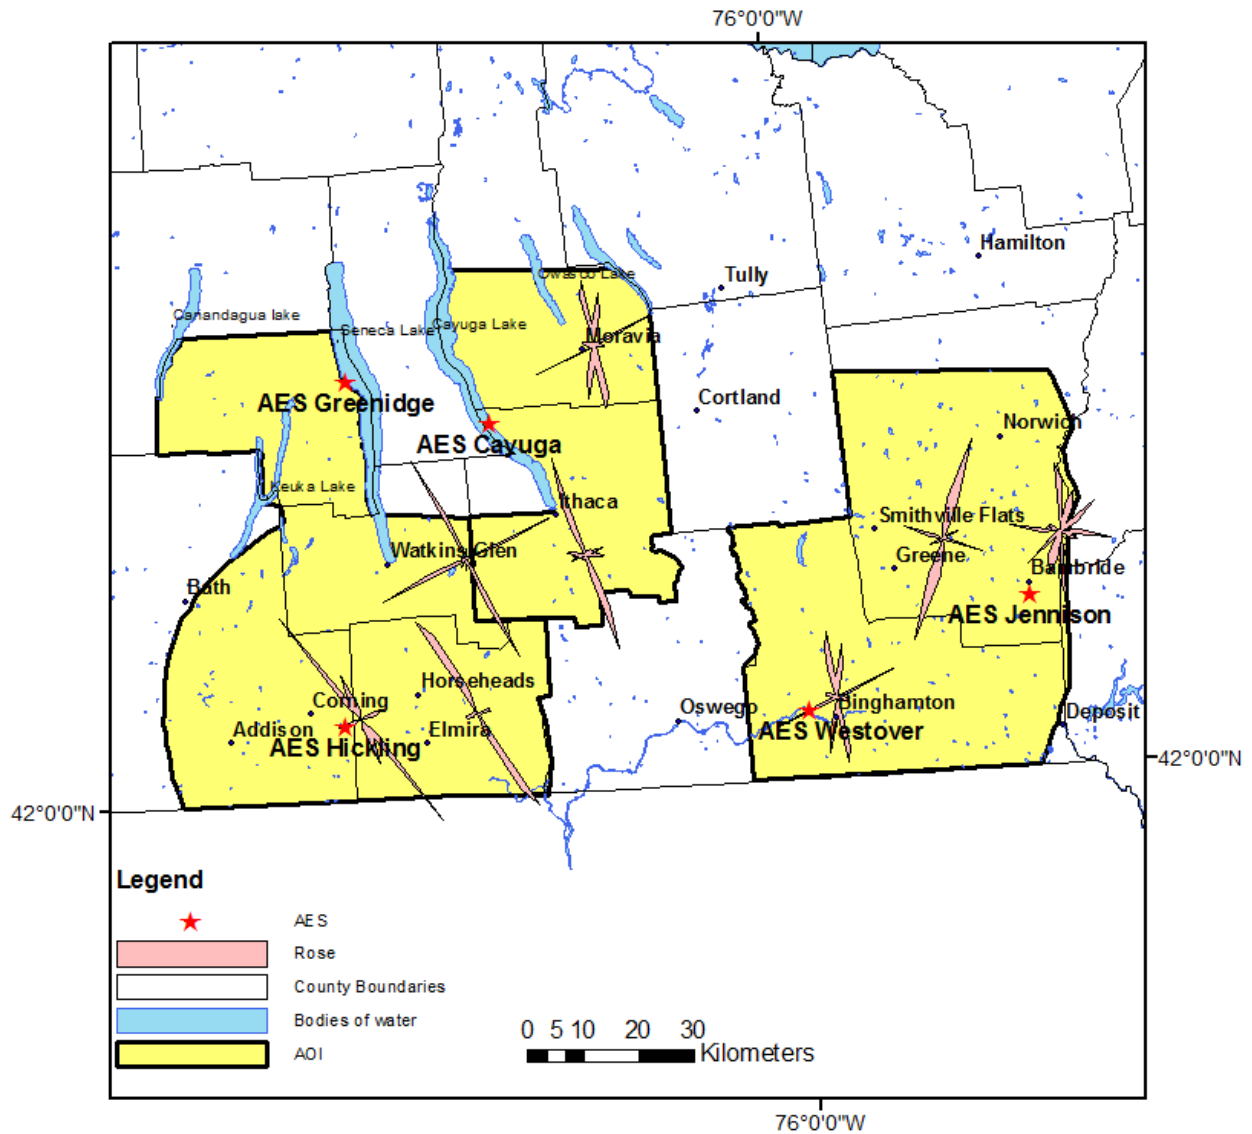 76°0'0"W
Hamilton
Tully
Owasco Lake
Canandagua lake
Seneca Lake
Cayuga Lake
Moravia
AES Greenidge
Cortland
Norwich
AES Cayuga
Keuka Lake
Ithaca
Smithville Flats
Watkins Glen
Greene
Bainbride
Bath
AES Jennison
Horseheads
Corning
Oswego
Binghamton
Deposit
Addison
Elmira
AES Westover
AES Hickling
42°0'0"N
42°0'0"N
Legend
AES
Rose
County Boundaries
Bodies of water
AOI
0 5 10 20 30
Kilometers
76°0'0"W